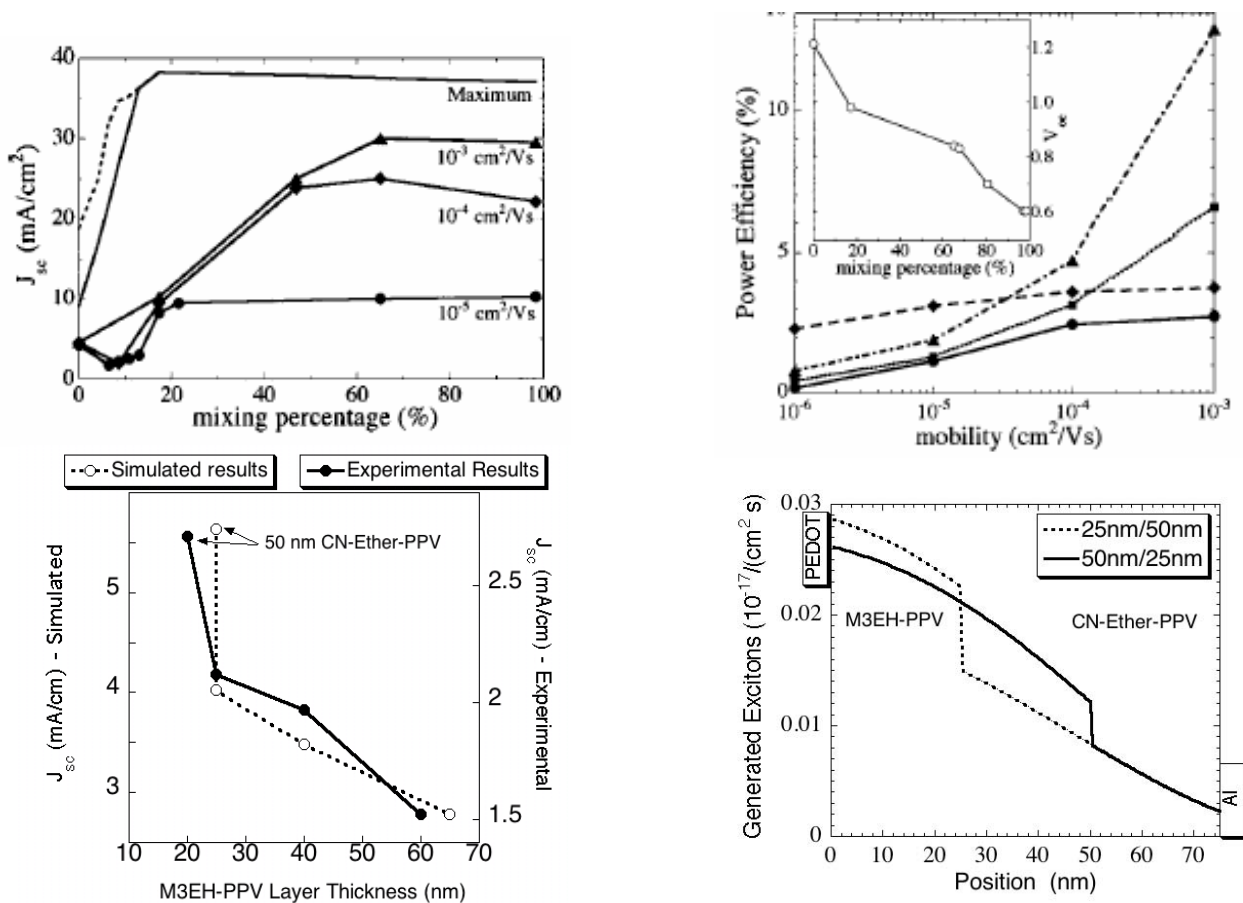 40
30
20
10
0
J_sc (mA/cm²)
Maximum
10⁻³ cm²/Vs
10⁻⁴ cm²/Vs
10⁻⁵ cm²/Vs
0 20 40 60 80 100
mixing percentage (%)
15
10
5
0
Power Efficiency (%)
1.2
1.0
0.8
0.6
V_oc
0 20 40 60 80 100
mixing percentage (%)
10⁻⁶ 10⁻⁵ 10⁻⁴ 10⁻³
mobility (cm²/Vs)
Simulated results
Experimental Results
50 nm CN-Ether-PPV
5
4
3
J_sc (mA/cm) - Simulated
2.5
2
1.5
J_sc (mA/cm) - Experimental
10 20 30 40 50 60 70
M3EH-PPV Layer Thickness (nm)
0.03
0.02
0.01
0
Generated Excitons (10⁻¹⁷/(cm² s)
PEDOT
25nm/50nm
50nm/25nm
M3EH-PPV
CN-Ether-PPV
Al
0 10 20 30 40 50 60 70
Position (nm)